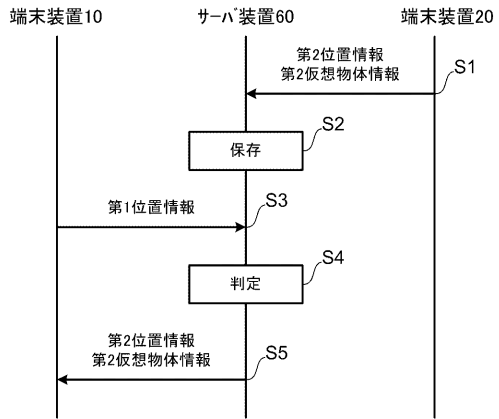 端末装置10
サーバ装置60
端末装置20
第2位置情報
第2仮想物体情報
S1
S2
保存
第1位置情報
S3
S4
判定
第2位置情報
第2仮想物体情報
S5